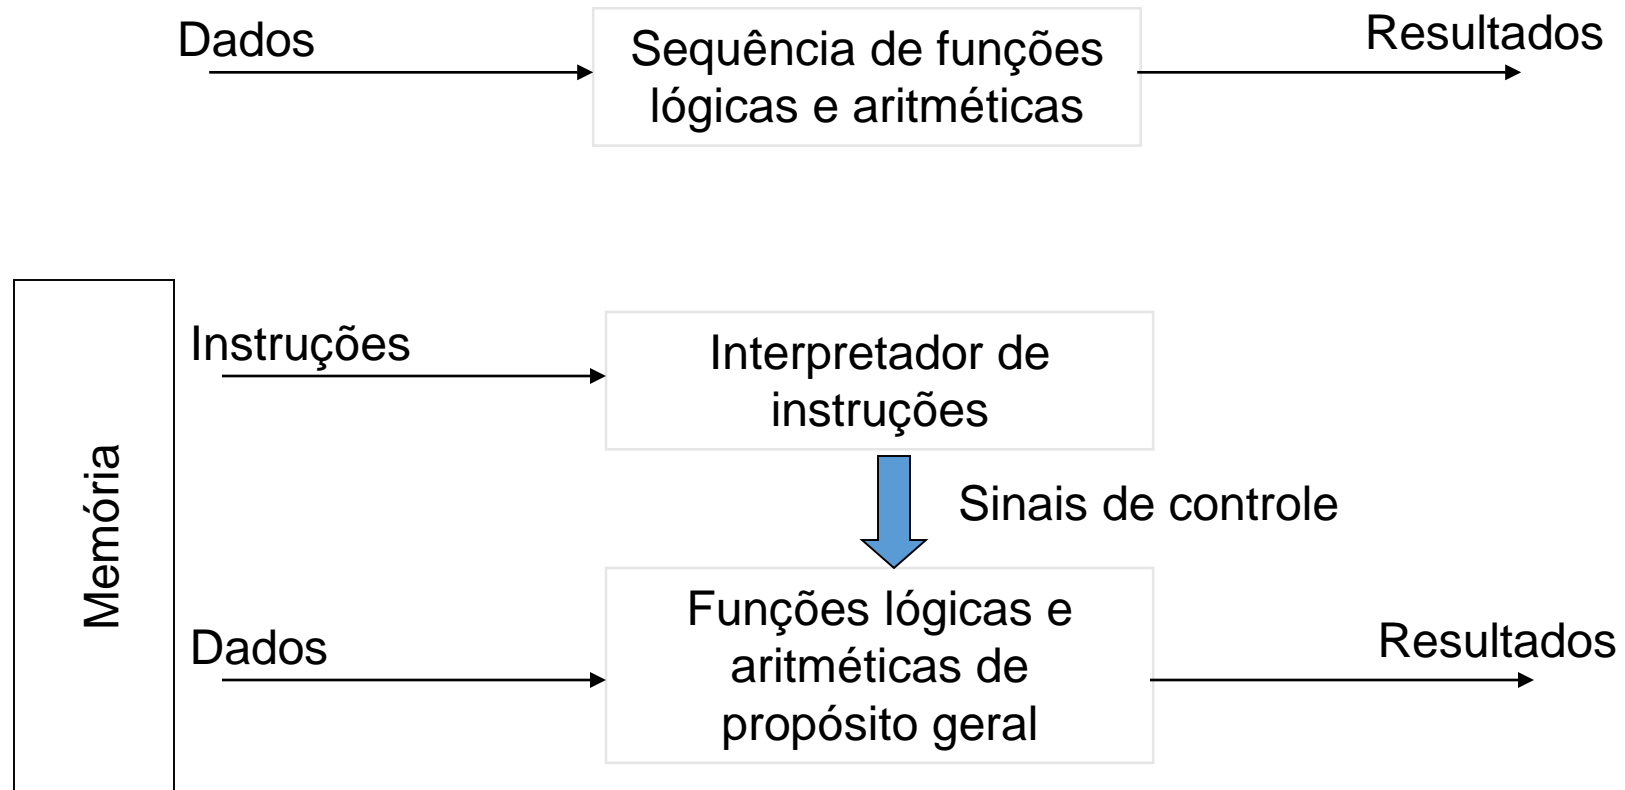 Dados
Sequência de funções
lógicas e aritméticas
Resultados
Memória
Instruções
Interpretador de
instruções
Sinais de controle
Dados
Funções lógicas e
aritméticas de
propósito geral
Resultados